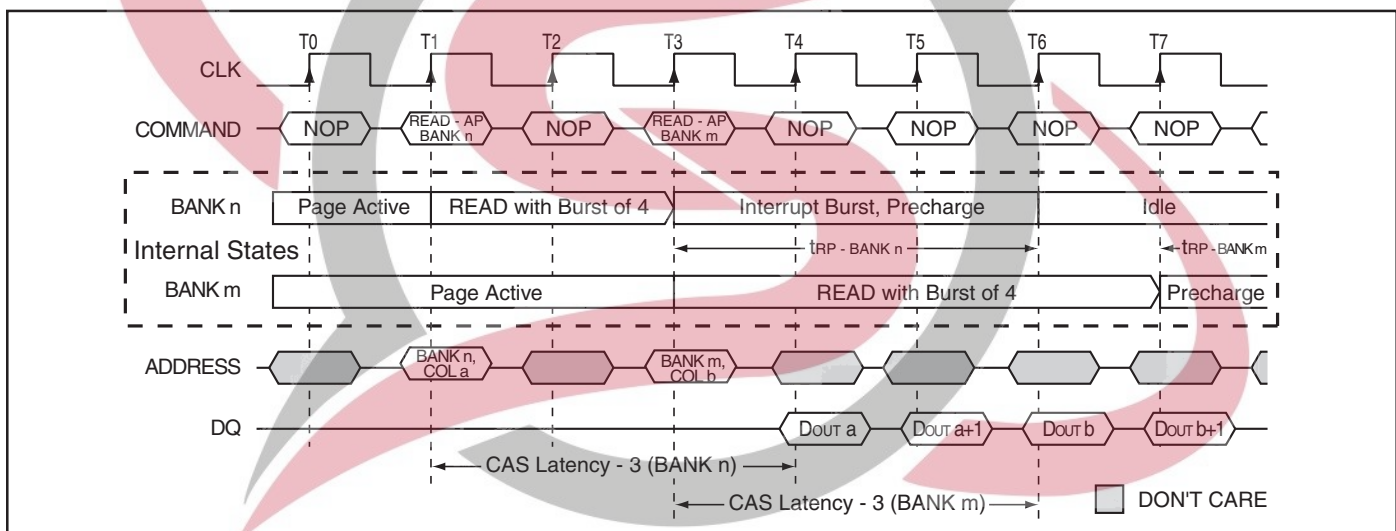 T0 T1 T2 T3 T4 T5 T6 T7
CLK
COMMAND NOP READ - AP BANK n NOP READ - AP BANK m NOP NOP NOP NOP
BANK n Page Active READ with Burst of 4 Interrupt Burst, Precharge Idle
Internal States tRP - BANK n tRP - BANK m
BANK m Page Active READ with Burst of 4 Precharge
ADDRESS BANK n, COL a BANK m, COL b
DQ DOUT a DOUT a+1 DOUT b DOUT b+1
CAS Latency - 3 (BANK n)
CAS Latency - 3 (BANK m) DON'T CARE